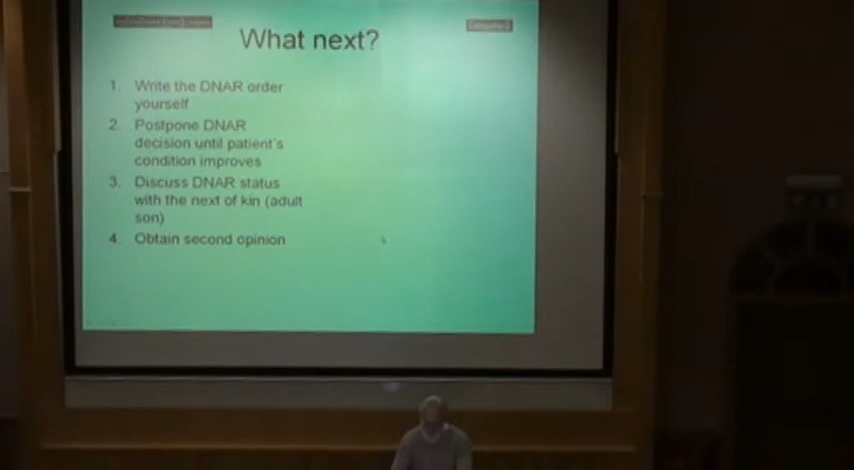 What next?
1. Write the DNAR order
yourself
2. Postpone DNAR
decision until patient's
condition improves
3. Discuss DNAR status
with the next of kin (adult
son)
4. Obtain second opinion